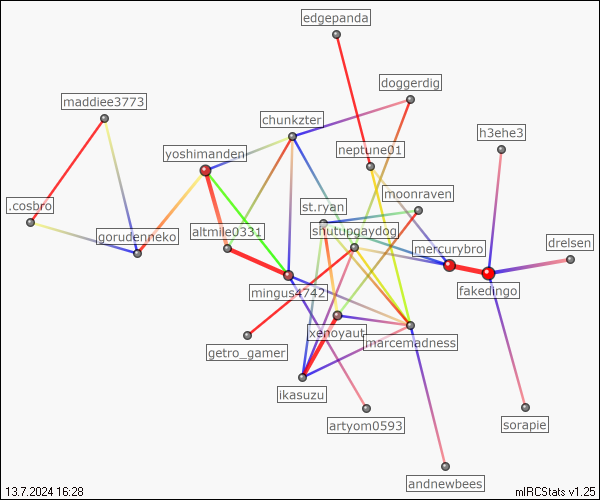 edgepanda
doggerdig
maddiee3773
chunkzter
h3ehe3
yoshimanden
neptune01
moonraven
.cosbro
st.ryan
altmile0331
shutupgaydog
gorudenneko
mercurybro
drelsen
fakedingo
mingus4742
xenoyaut
marcemadness
getro_gamer
ikasuzu
artyom0593
sorapie
andnewbees
13.7.2024 16:28
mIRCStats v1.25